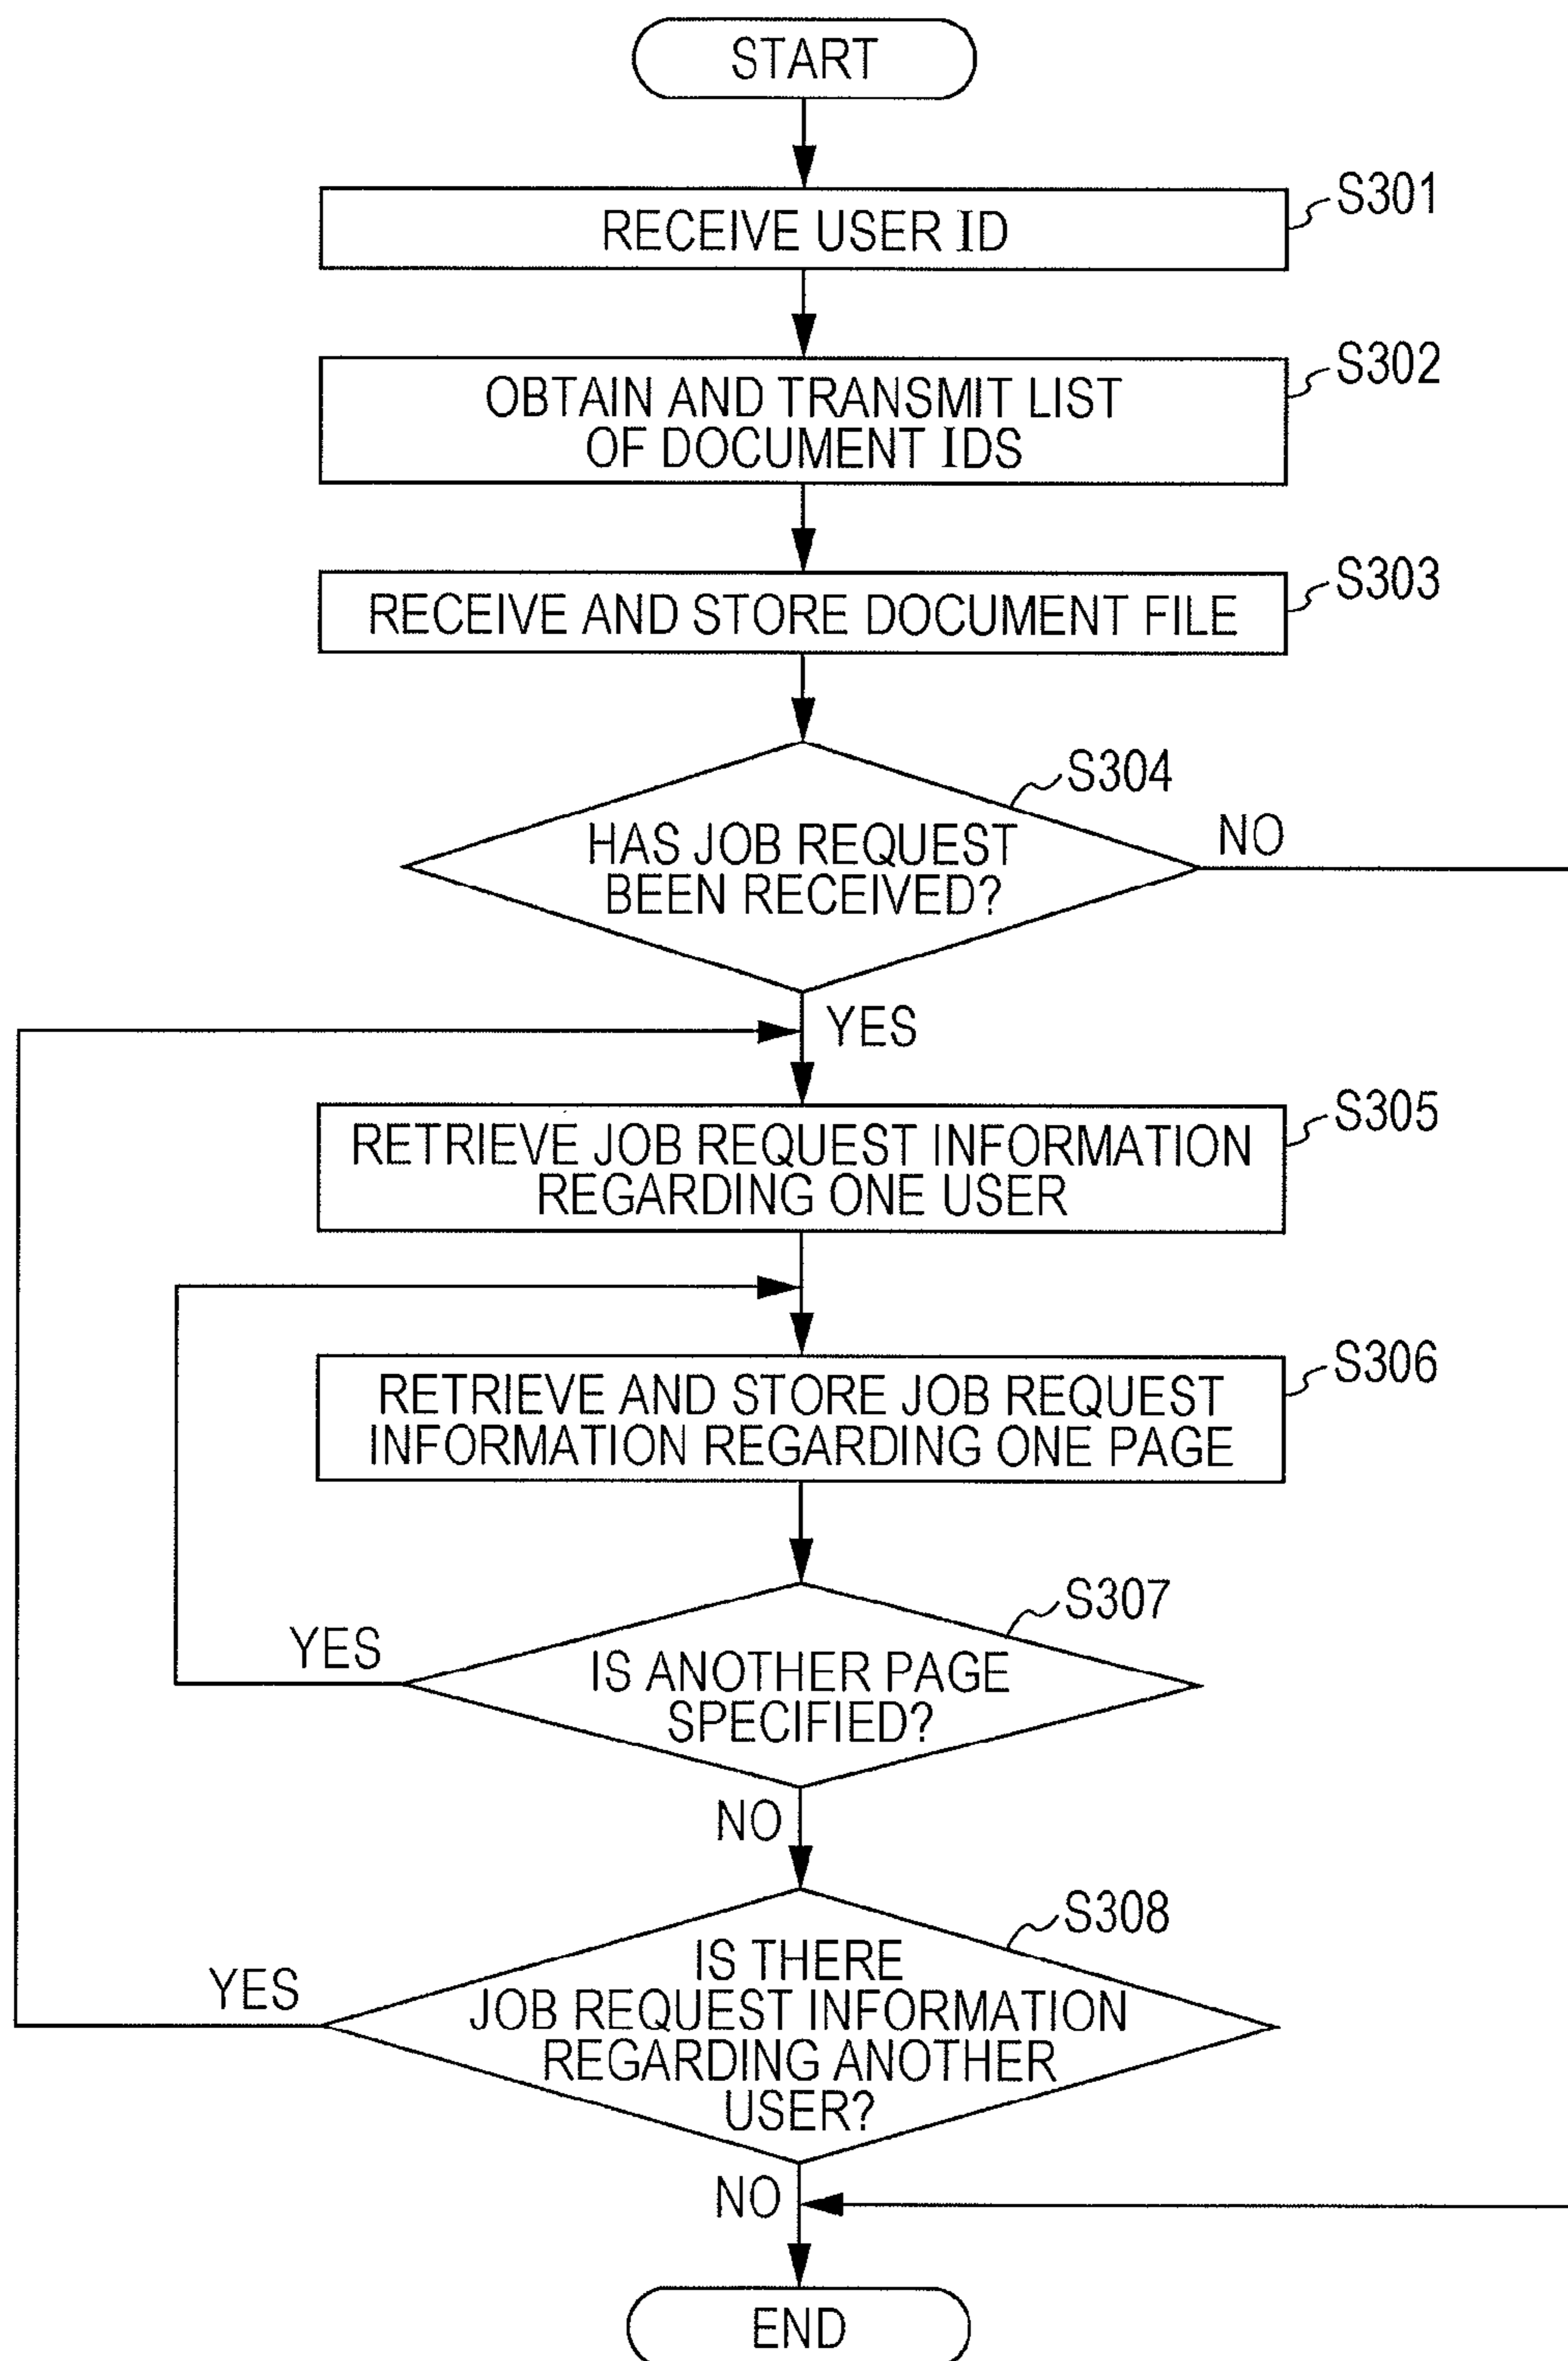 START
S301
RECEIVE USER ID
S302
OBTAIN AND TRANSMIT LIST
OF DOCUMENT IDS
S303
RECEIVE AND STORE DOCUMENT FILE
S304
HAS JOB REQUEST
BEEN RECEIVED?
NO
YES
S305
RETRIEVE JOB REQUEST INFORMATION
REGARDING ONE USER
S306
RETRIEVE AND STORE JOB REQUEST
INFORMATION REGARDING ONE PAGE
S307
YES
IS ANOTHER PAGE
SPECIFIED?
NO
S308
YES
IS THERE
JOB REQUEST INFORMATION
REGARDING ANOTHER
USER?
NO
END